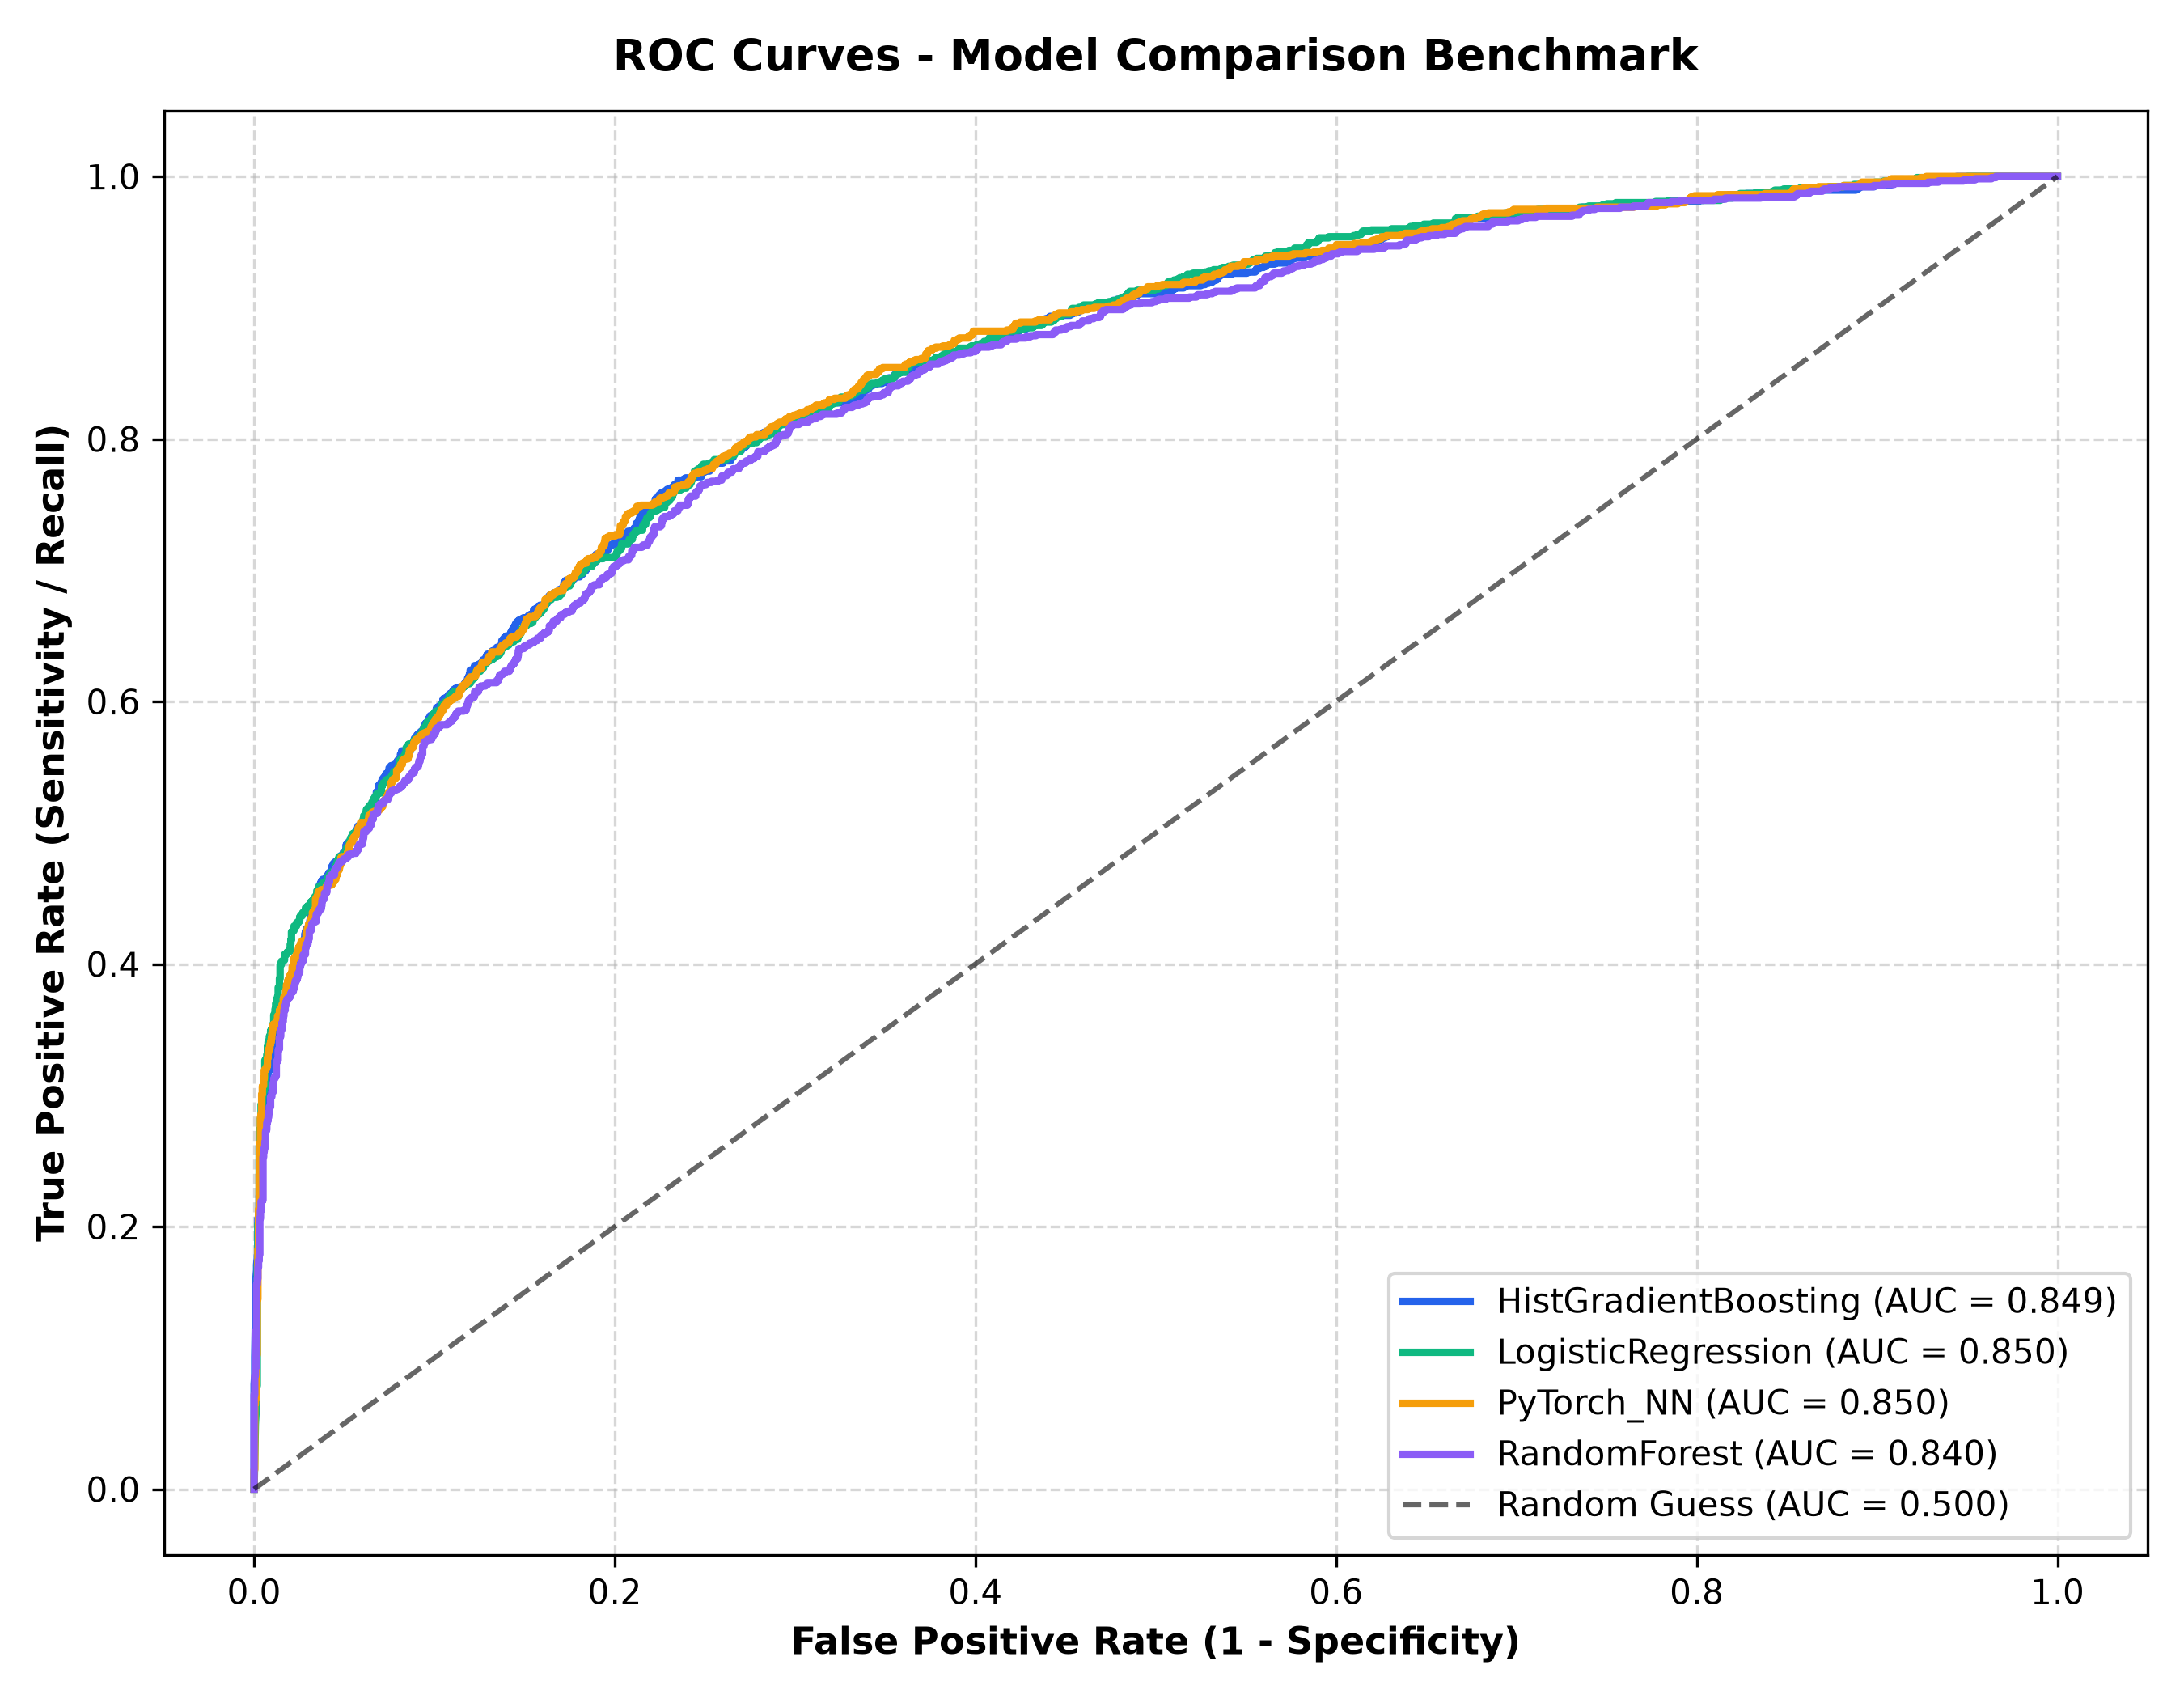 ROC Curves - Model Comparison Benchmark
True Positive Rate (Sensitivity / Recall)
1.0
0.8
0.6
0.4
0.2
0.0
0.0 0.2 0.4 0.6 0.8 1.0
False Positive Rate (1 - Specificity)
HistGradientBoosting (AUC = 0.849)
LogisticRegression (AUC = 0.850)
PyTorch_NN (AUC = 0.850)
RandomForest (AUC = 0.840)
Random Guess (AUC = 0.500)